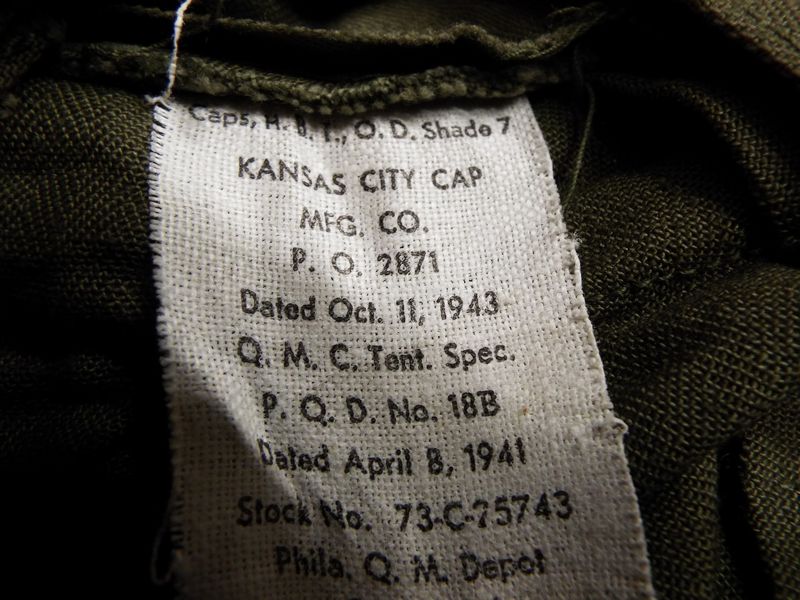 Caps, H. B. T., O. D. Shade 7
KANSAS CITY CAP
MFG. CO.
P. O. 2871
Dated Oct. 11, 1943
Q. M. C. Tent. Spec.
P. Q. D. No. 18B
Dated April 8, 1941
Stock No. 73-C-75743
Phila. Q. M. Depot